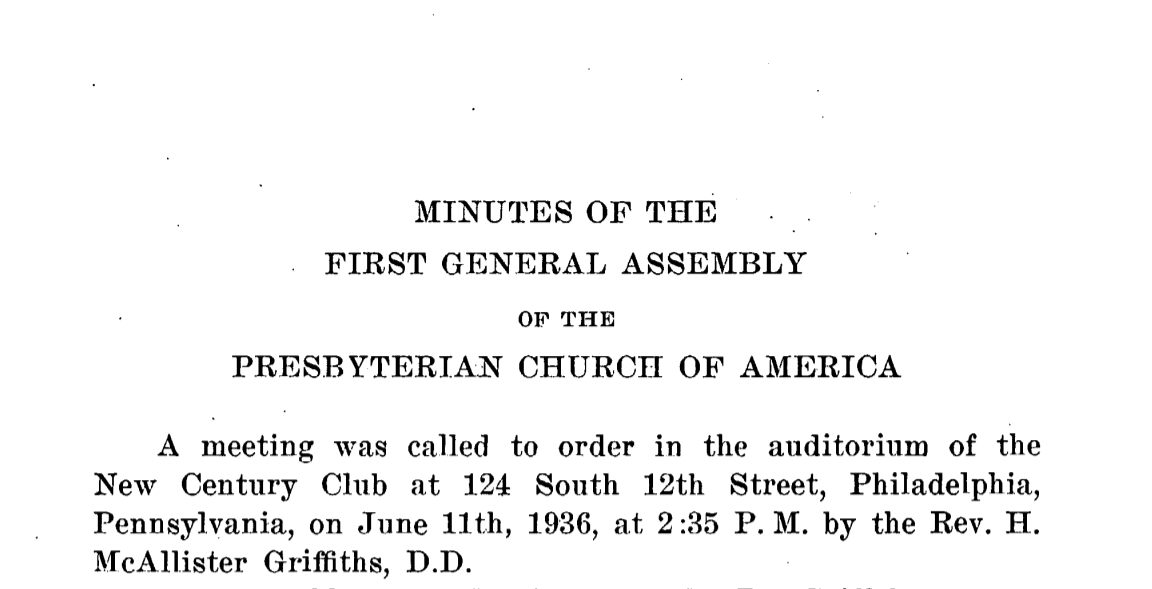 MINUTES OF THE
FIRST GENERAL ASSEMBLY
OF THE
PRESBYTERIAN CHURCH OF AMERICA
A meeting was called to order in the auditorium of the
New Century Club at 124 South 12th Street, Philadelphia,
Pennsylvania, on June 11th, 1936, at 2:35 P. M. by the Rev. H.
McAllister Griffiths, D.D.